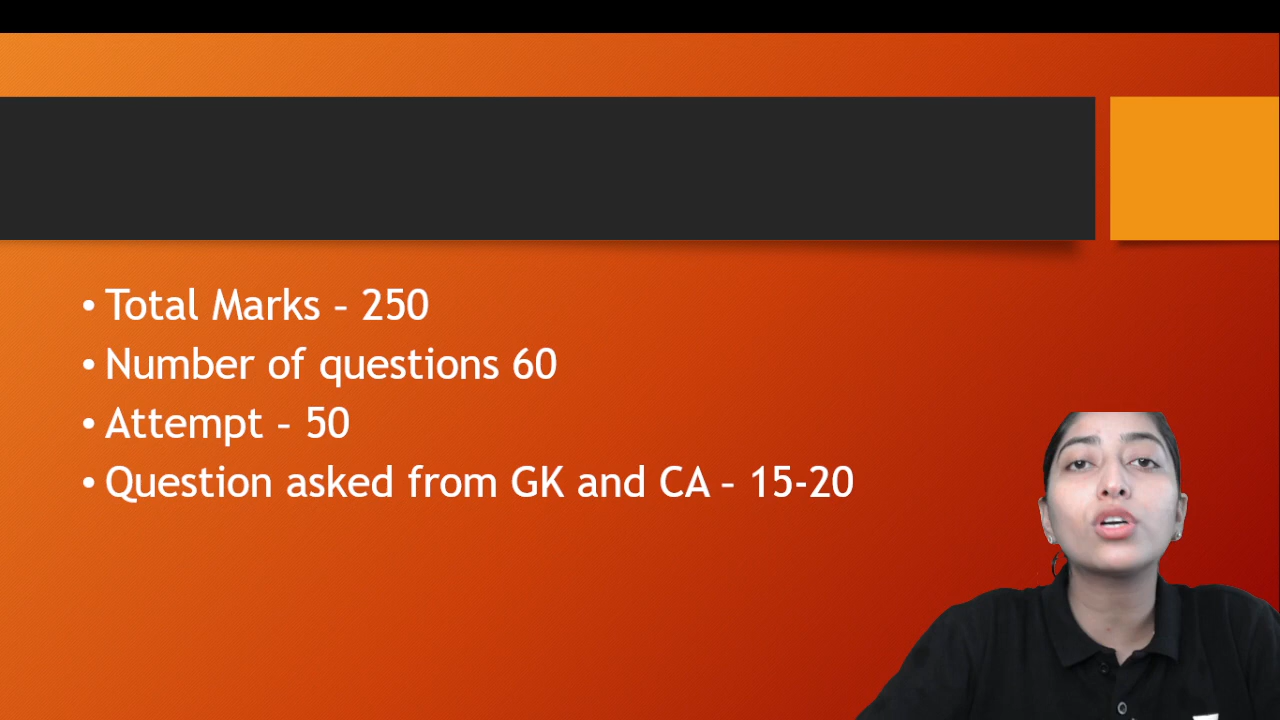 • Total Marks – 250
• Number of questions 60
• Attempt – 50
• Question asked from GK and CA – 15-20